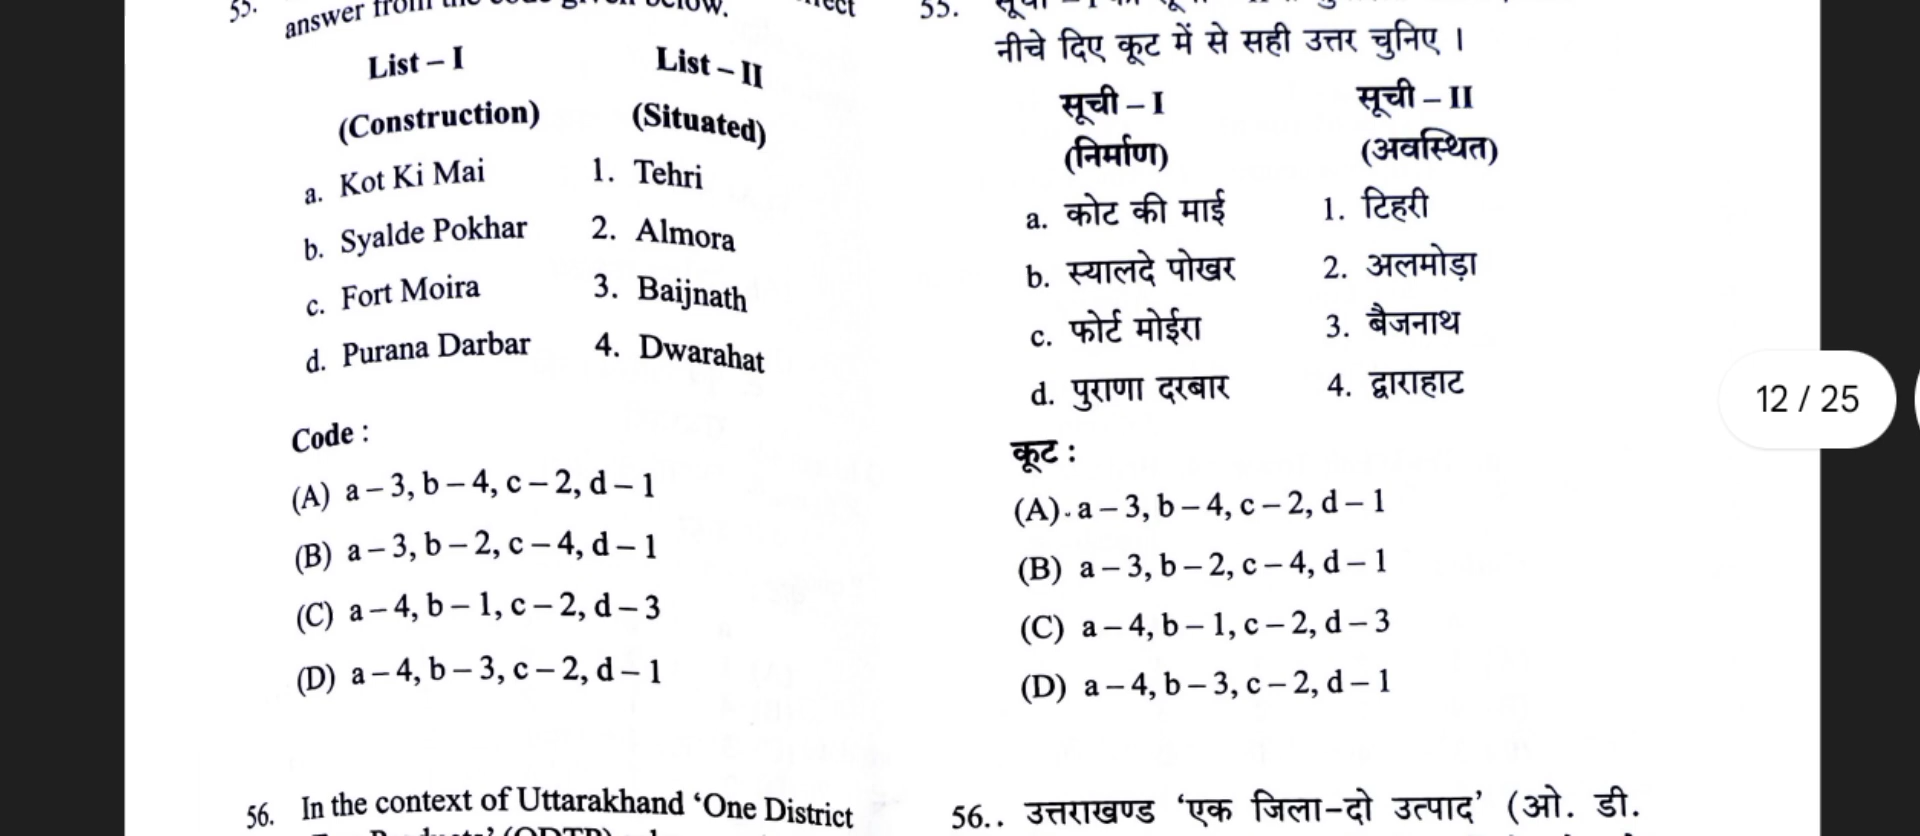 55.
answer from the code given below.
List – I List – II
(Construction) (Situated)
a. Kot Ki Mai 1. Tehri
b. Syalde Pokhar 2. Almora
c. Fort Moira 3. Baijnath
d. Purana Darbar 4. Dwarahat
Code :
(A) a – 3, b – 4, c – 2, d – 1
(B) a – 3, b – 2, c – 4, d – 1
(C) a – 4, b – 1, c – 2, d – 3
(D) a – 4, b – 3, c – 2, d – 1
56. In the context of Uttarakhand ‘One District
55.
नीचे दिए कूट में से सही उत्तर चुनिए ।
सूची – I सूची – II
(निर्माण) (अवस्थित)
a. कोट की माई 1. टिहरी
b. स्यालदे पोखर 2. अलमोड़ा
c. फोर्ट मोईरा 3. बैजनाथ
d. पुराणा दरबार 4. द्वाराहाट
कूट :
(A) a – 3, b – 4, c – 2, d – 1
(B) a – 3, b – 2, c – 4, d – 1
(C) a – 4, b – 1, c – 2, d – 3
(D) a – 4, b – 3, c – 2, d – 1
56.. उत्तराखण्ड ‘एक जिला-दो उत्पाद’ (ओ. डी.
12 / 25